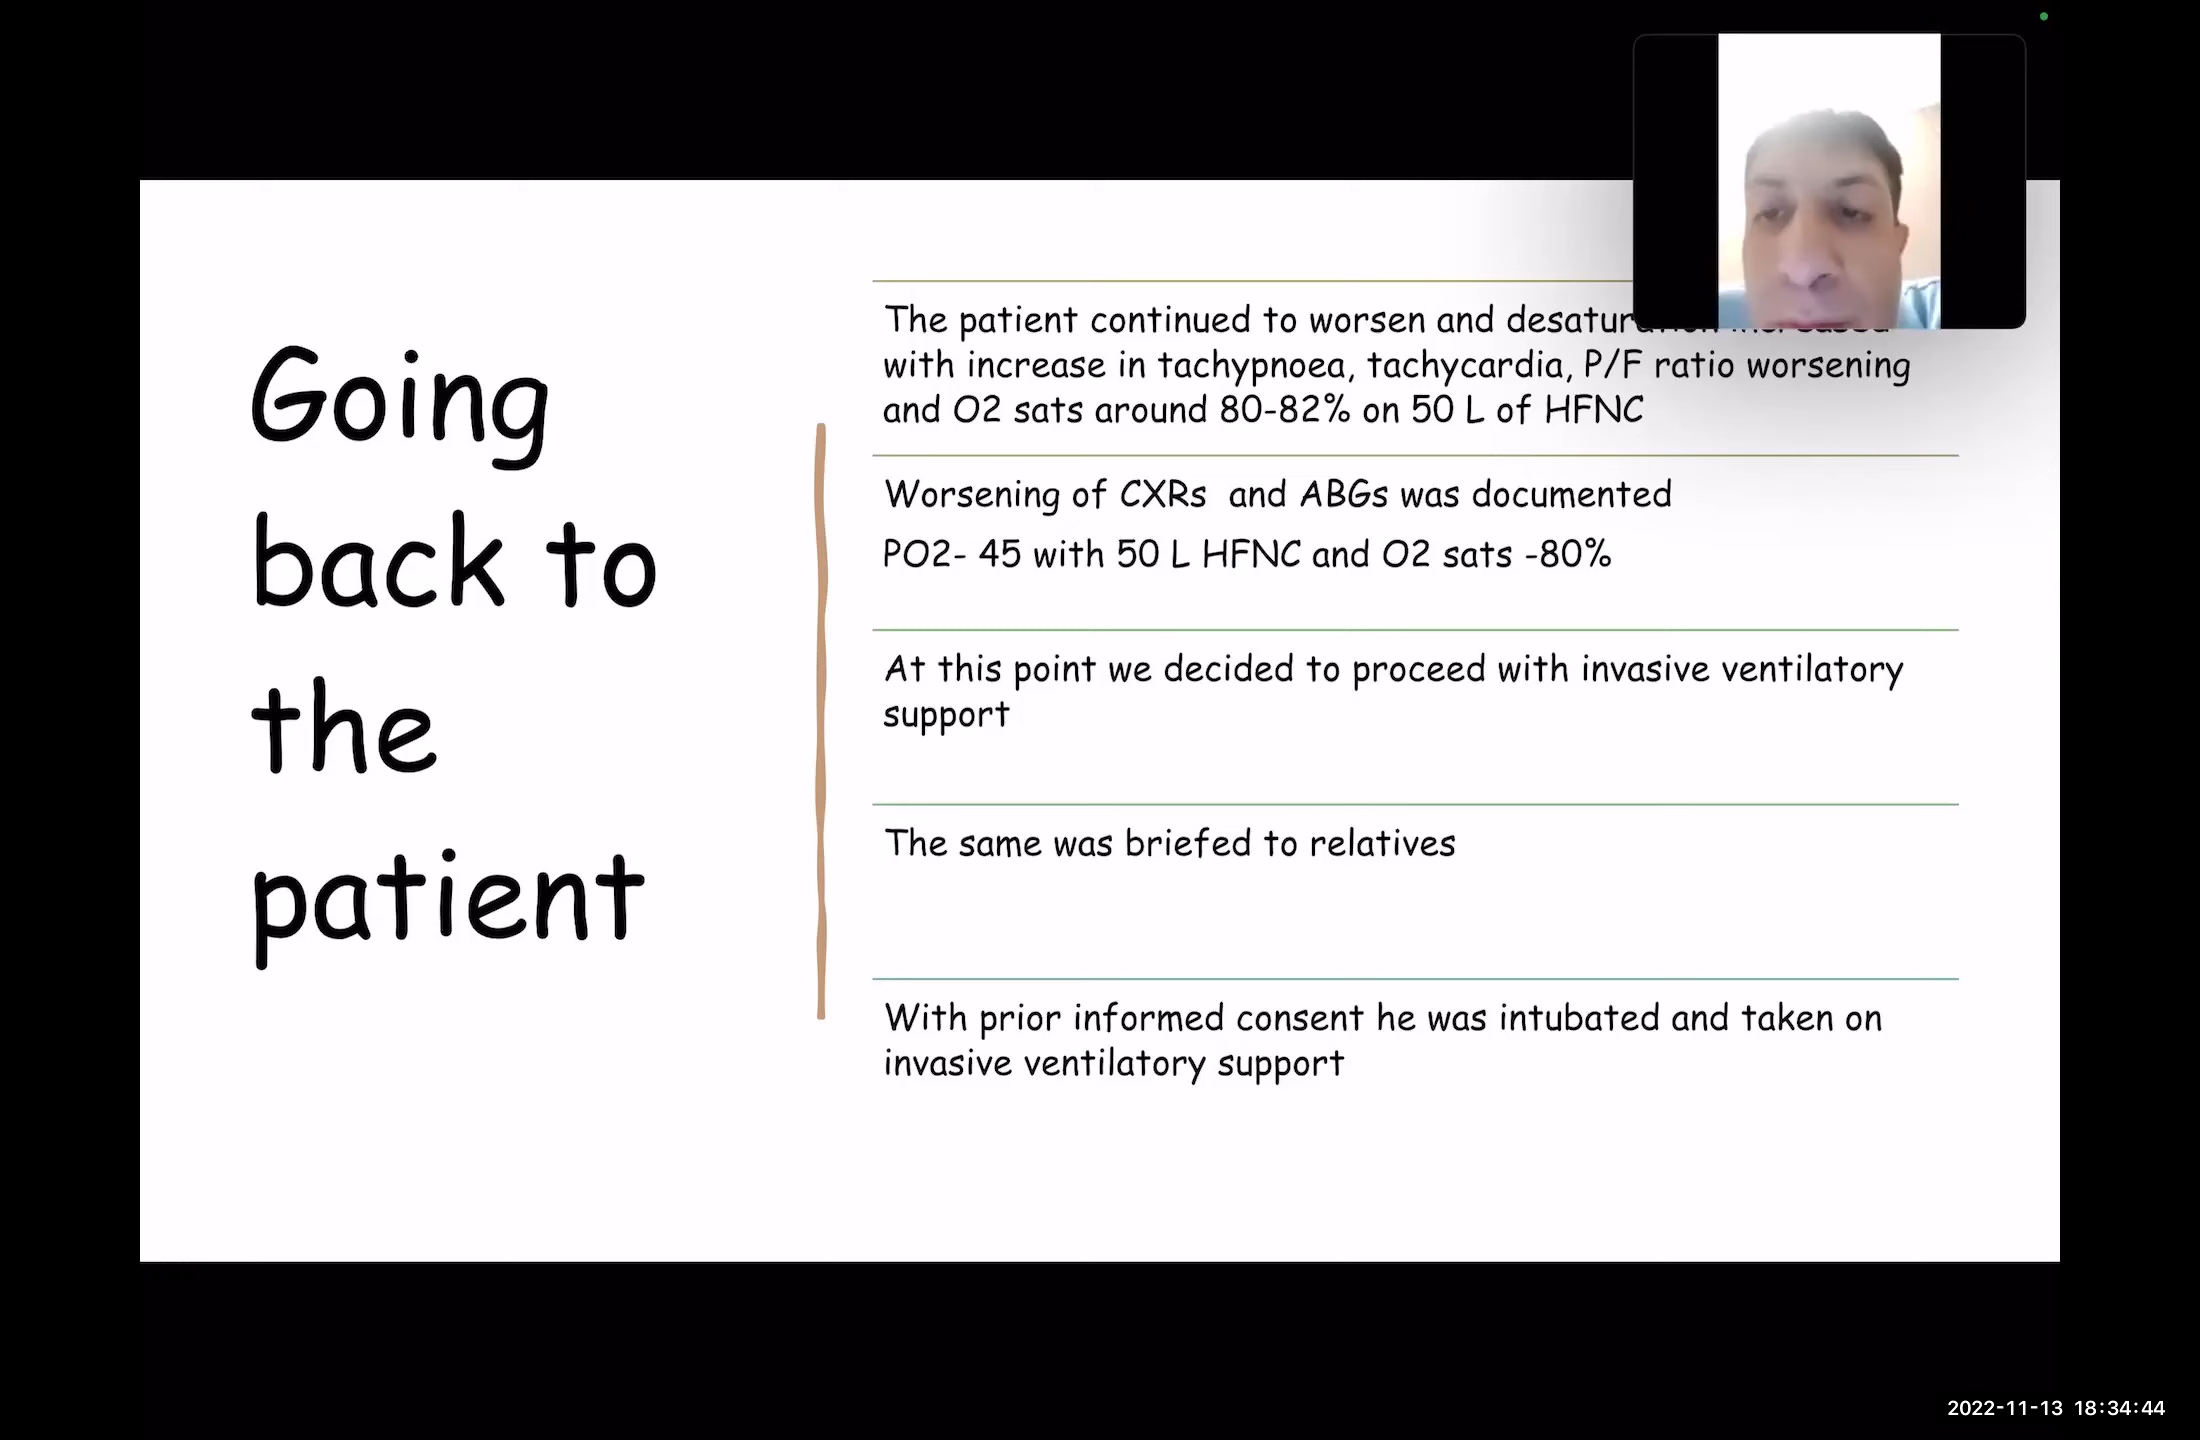 Going
back to
the
patient
The patient continued to worsen and
with increase in tachypnoea, tachycardia, P/F ratio worsening
and O2 sats around 80-82% on 50 L of HFNC
Worsening of CXRs and ABGs was documented
PO2- 45 with 50 L HFNC and O2 sats -80%
At this point we decided to proceed with invasive ventilatory
support
The same was briefed to relatives
With prior informed consent he was intubated and taken on
invasive ventilatory support
2022-11-13 18:34:44